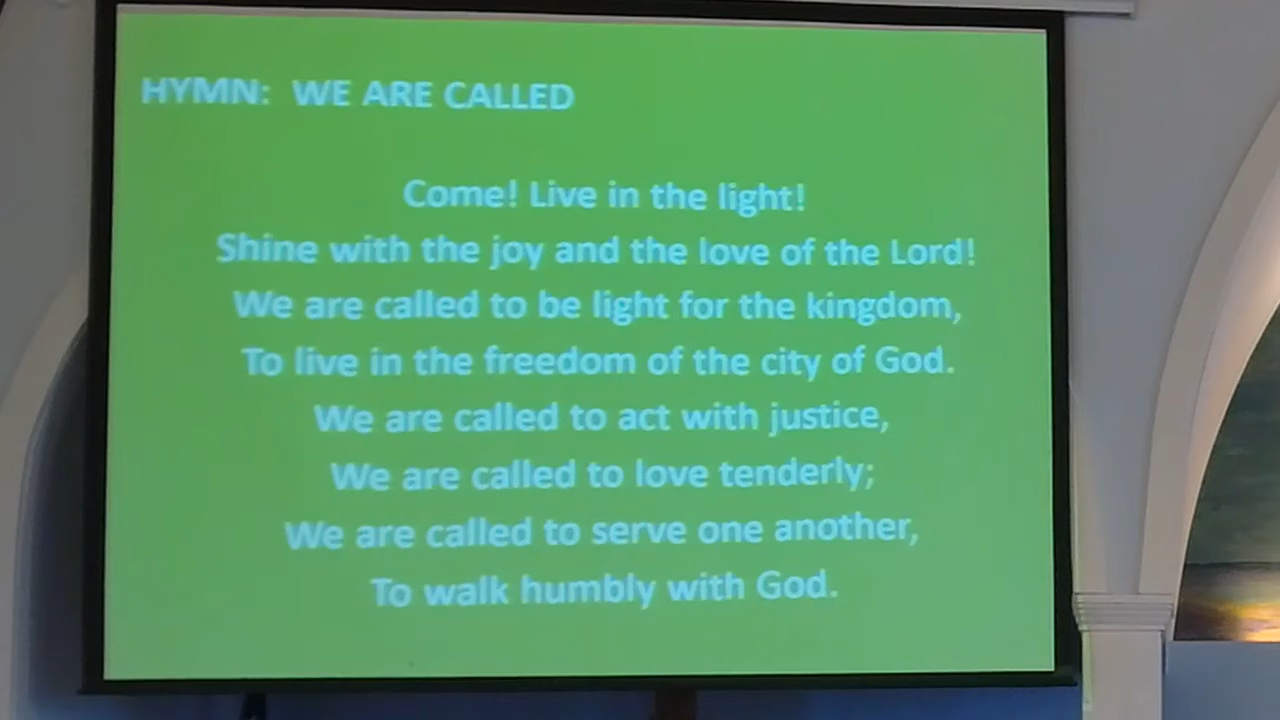 HYMN: WE ARE CALLED
Come! Live in the light!
Shine with the joy and the love of the Lord!
We are called to be light for the kingdom,
To live in the freedom of the city of God.
We are called to act with justice,
We are called to love tenderly;
We are called to serve one another,
To walk humbly with God.